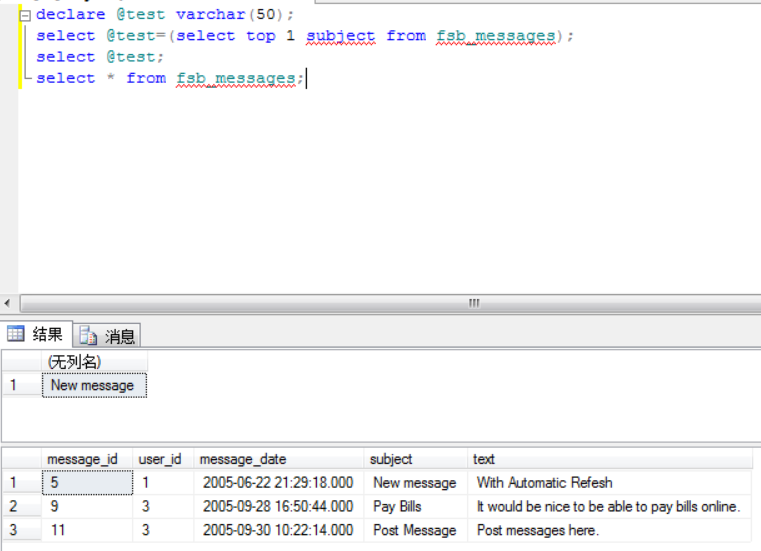 declare @test varchar(50);
select @test=(select top 1 subject from fsb_messages);
select @test;
select * from fsb_messages;
结果 消息
(无列名)
1 New message
message_id user_id message_date subject text
1 5 1 2005-06-22 21:29:18.000 New message With Automatic Refesh
2 9 3 2005-09-28 16:50:44.000 Pay Bills It would be nice to be able to pay bills online.
3 11 3 2005-09-30 10:22:14.000 Post Message Post messages here.